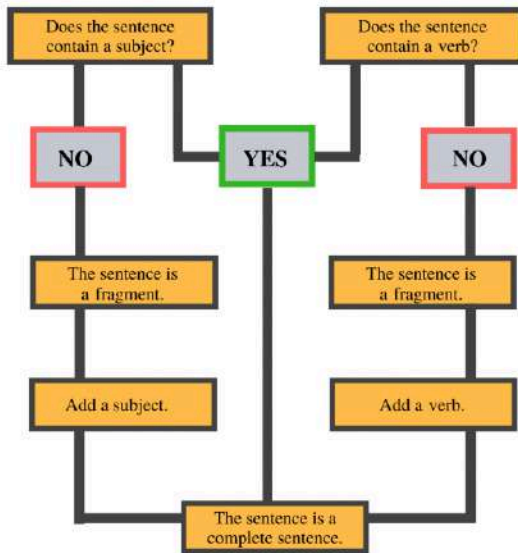 Does the sentence
contain a subject?
Does the sentence
contain a verb?
NO
YES
NO
The sentence is
a fragment.
The sentence is
a fragment.
Add a subject.
Add a verb.
The sentence is a
complete sentence.